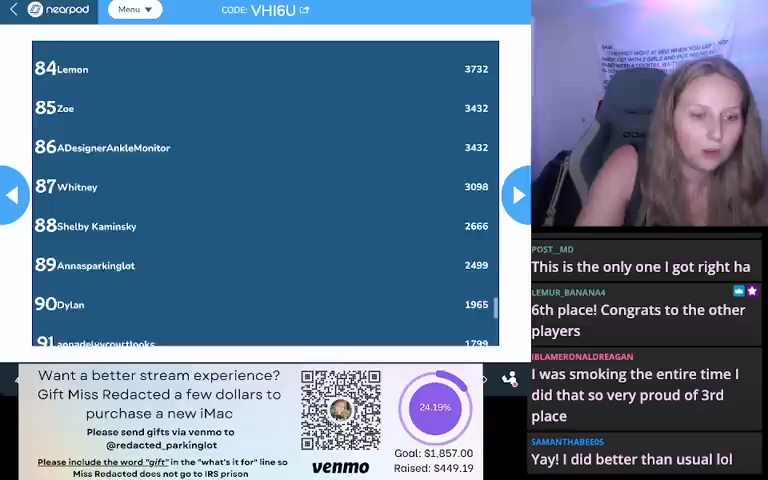 nearpod
Menu
CODE: VHI6U
84 Lemon 3732
85 Zoe 3432
86 ADesignerAnkleMonitor 3432
87 Whitney 3098
88 Shelby Kaminsky 2666
89 Annasparkinglot 2499
90 Dylan 1965
91 annadelvycourtlooks 1799
Want a better stream experience?
Gift Miss Redacted a few dollars to
purchase a new iMac
Please send gifts via venmo to
@redacted_parkinglot
Please include the word "gift" in the "what's it for" line so
Miss Redacted does not go to IRS prison
venmo
24.19%
Goal: $1,857.00
Raised: $449.19
POST__MD
This is the only one I got right ha
LEMUR_BANANA4
6th place! Congrats to the other
players
IBLAMERONALDREAGAN
I was smoking the entire time I
did that so very proud of 3rd
place
SAMANTHABEE05
Yay! I did better than usual lol